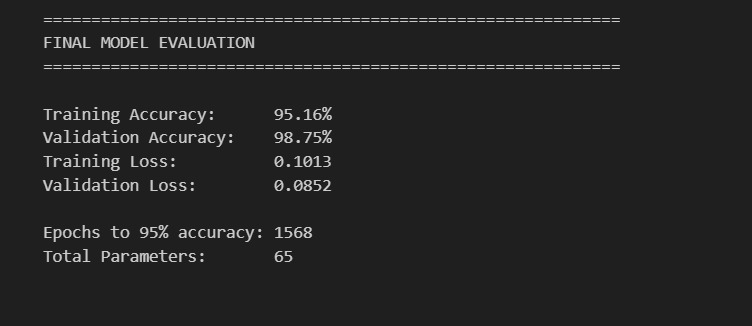 ============================================================
FINAL MODEL EVALUATION
============================================================
Training Accuracy:      95.16%
Validation Accuracy:    98.75%
Training Loss:          0.1013
Validation Loss:        0.0852
Epochs to 95% accuracy: 1568
Total Parameters:       65